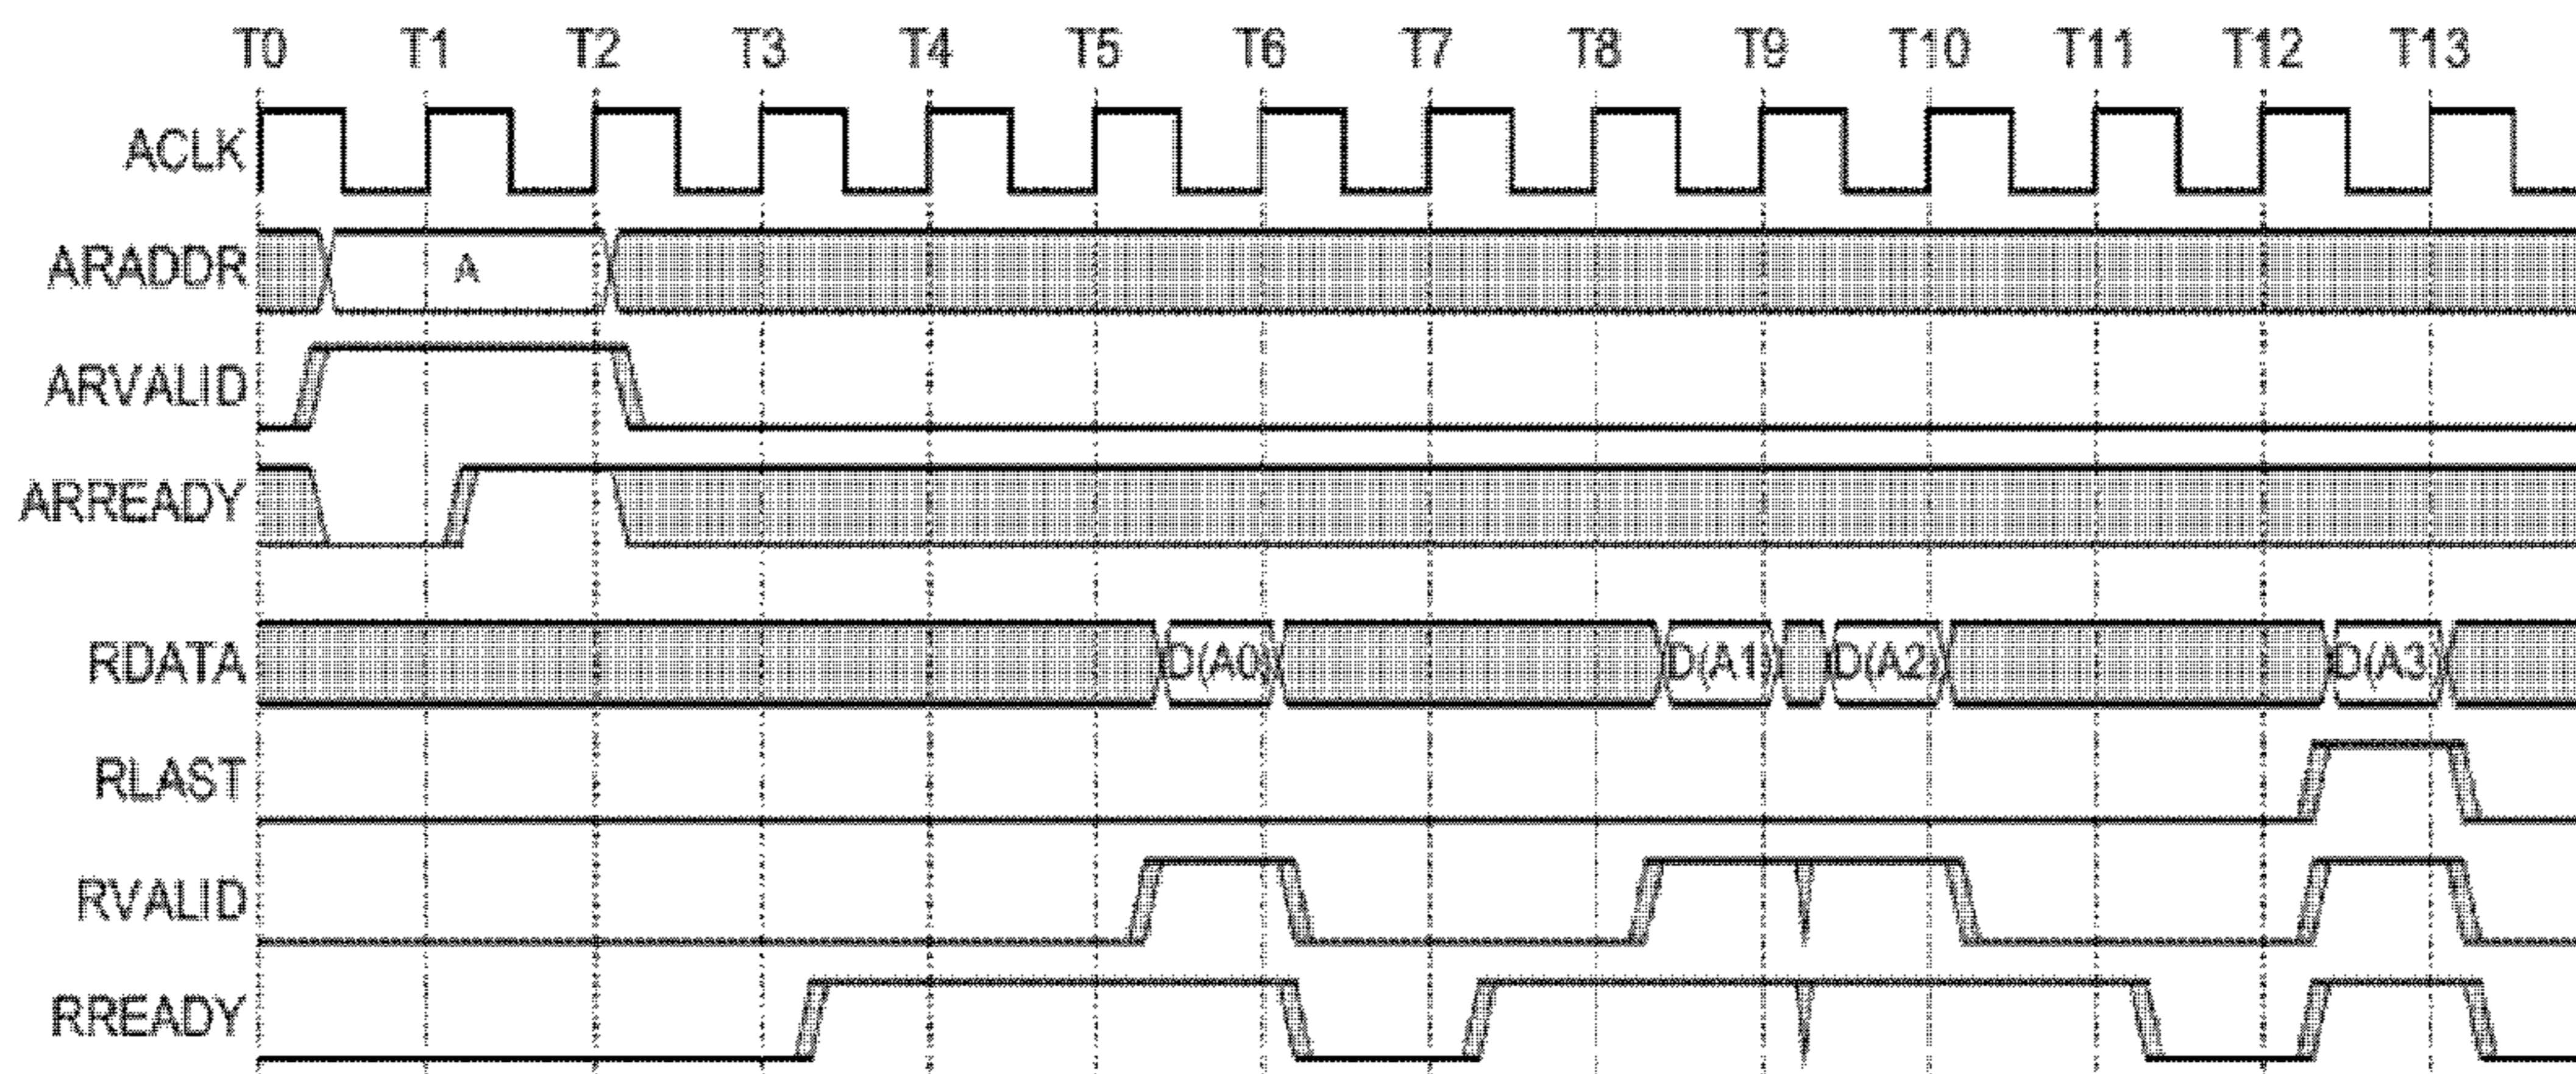 T0 T1 T2 T3 T4 T5 T6 T7 T8 T9 T10 T11 T12 T13
ACLK
ARADDR A
ARVALID
ARREADY
RDATA D(A0) D(A1) D(A2) D(A3)
RLAST
RVALID
RREADY